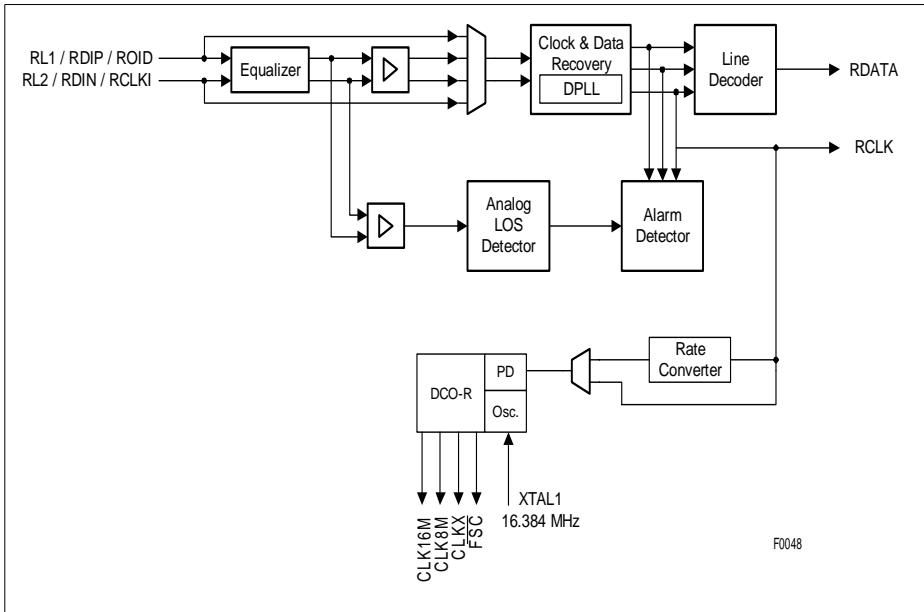 RL1 / RDIP / ROID
RL2 / RDIN / RCLKI
Equalizer
Clock & Data
Recovery
DPLL
Line
Decoder
RDATA
RCLK
Analog
LOS
Detector
Alarm
Detector
Rate
Converter
DCO-R
PD
Osc.
CLK16M
CLK8M
CLKX
FSC
XTAL1
16.384 MHz
F0048